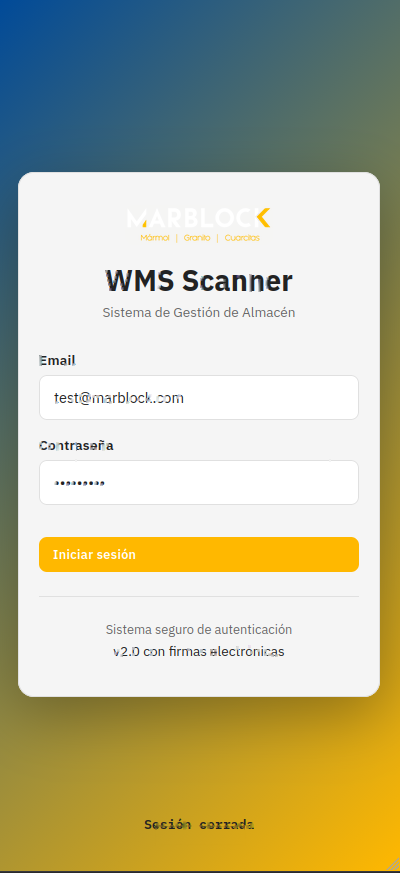 MARBLOCK
Mármol | Granito | Cuarcitas
WMS Scanner
Sistema de Gestión de Almacén
Email
test@marblock.com
Contraseña
•••••••••
Iniciar sesión
Sistema seguro de autenticación
v2.0 con firmas electrónicas
Sesión cerrada